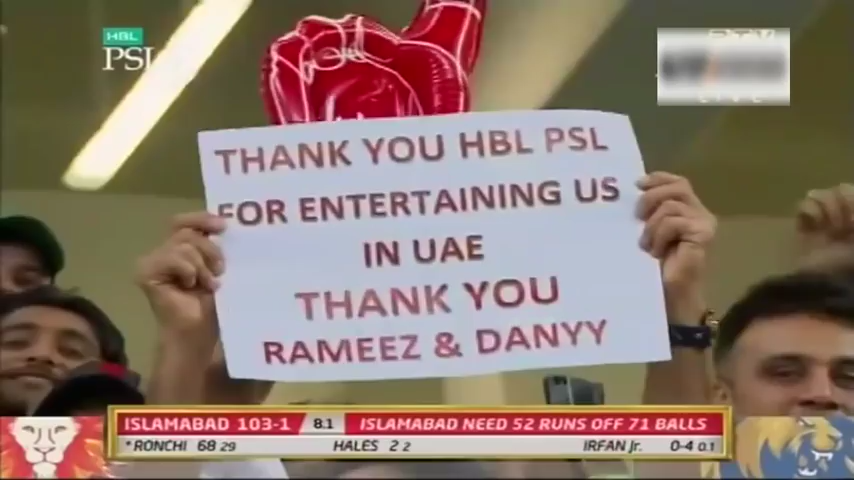 HBL
PSL
THANK YOU HBL PSL
FOR ENTERTAINING US
IN UAE
THANK YOU
RAMEEZ & DANYY
ISLAMABAD 103-1 8.1 ISLAMABAD NEED 52 RUNS OFF 71 BALLS
*RONCHI 68 29 HALES 2 2 IRFAN Jr. 0-4 0.1